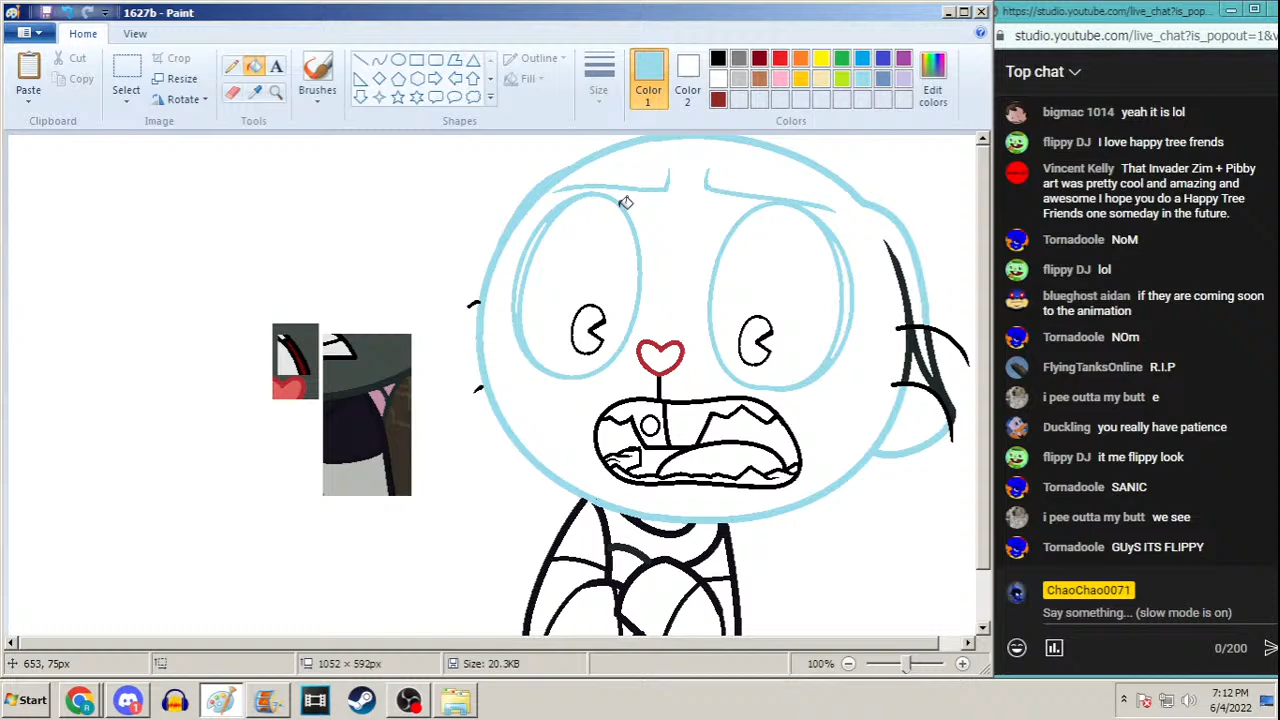 1627b - Paint
Home
View
Paste
Cut
Copy
Clipboard
Select
Crop
Resize
Rotate
Image
Tools
Brushes
Shapes
Outline
Fill
Size
Color 1
Color 2
Edit colors
Colors
653, 75px
1052 × 592px
Size: 20.3KB
100%
Start
7:12 PM
6/4/2022
https://studio.youtube.com/live_chat?is_pop...
studio.youtube.com/live_chat?is_popout=1&v
Top chat
bigmac 1014 yeah it is lol
flippy DJ I love happy tree frends
Vincent Kelly That Invader Zim + Pibby
art was pretty cool and amazing and
awesome I hope you do a Happy Tree
Friends one someday in the future.
Tornadoole NoM
flippy DJ lol
blueghost aidan if they are coming soon
to the animation
Tornadoole NOm
FlyingTanksOnline R.I.P
i pee outta my butt e
Duckling you really have patience
flippy DJ it me flippy look
Tornadoole SANIC
i pee outta my butt we see
Tornadoole GUyS ITS FLIPPY
ChaoChao0071
Say something... (slow mode is on)
0/200